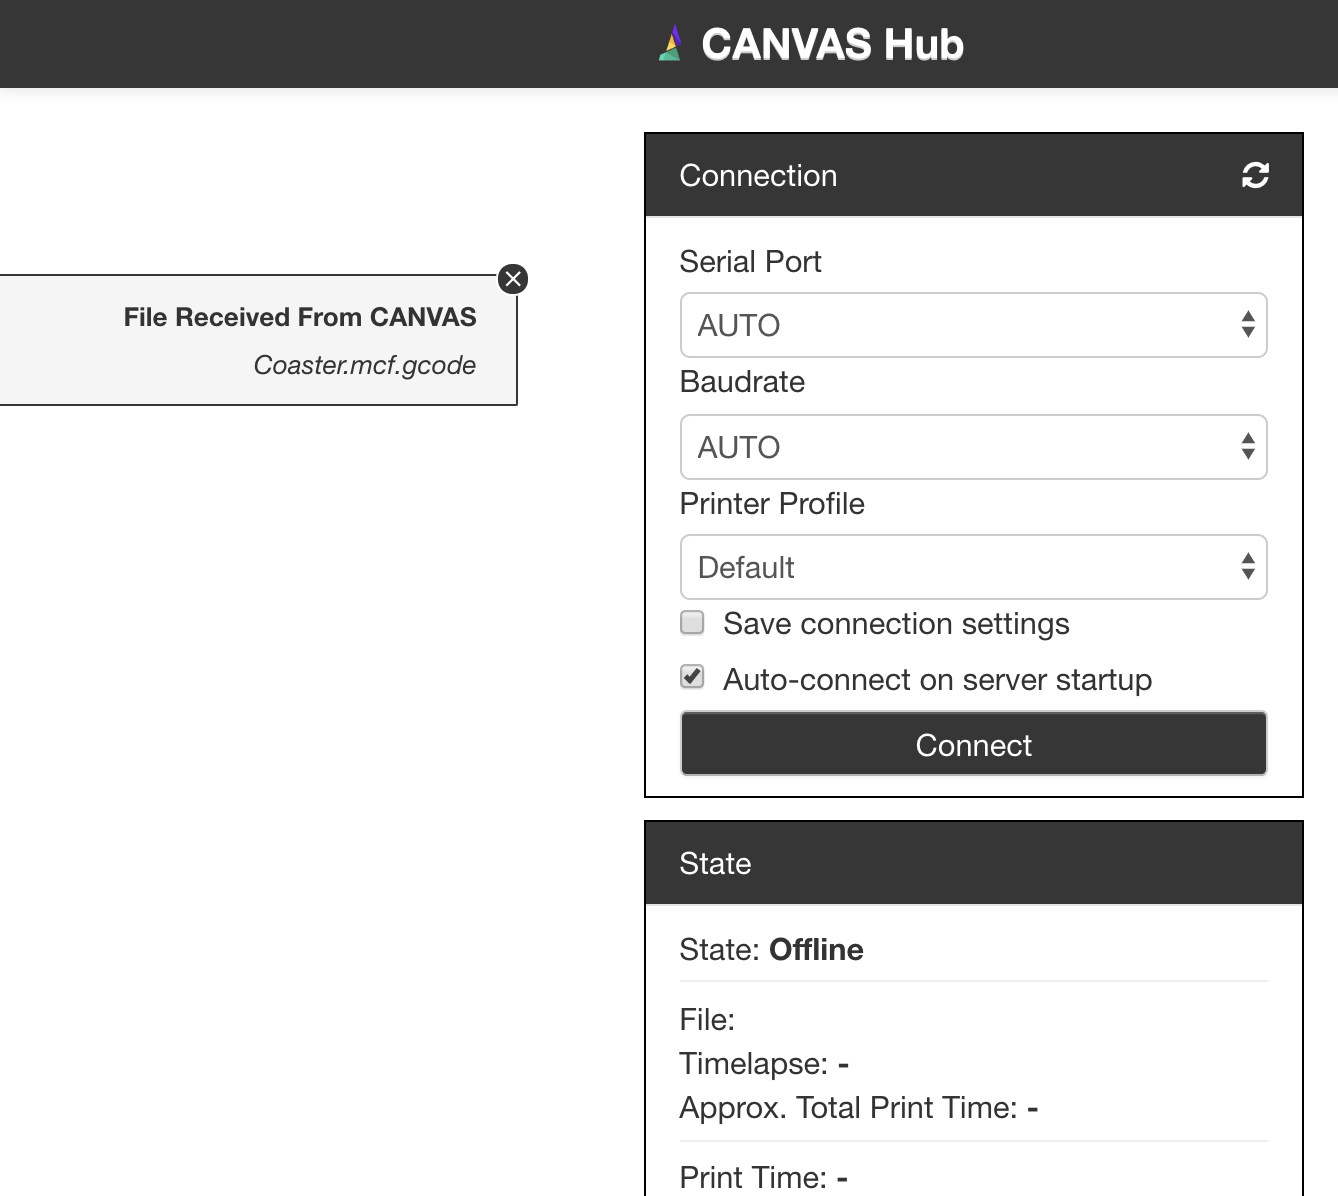 CANVAS Hub
File Received From CANVAS
Coaster.mcf.gcode
Connection
Serial Port
AUTO
Baudrate
AUTO
Printer Profile
Default
Save connection settings
Auto-connect on server startup
Connect
State
State: Offline
File:
Timelapse: -
Approx. Total Print Time: -
Print Time: -